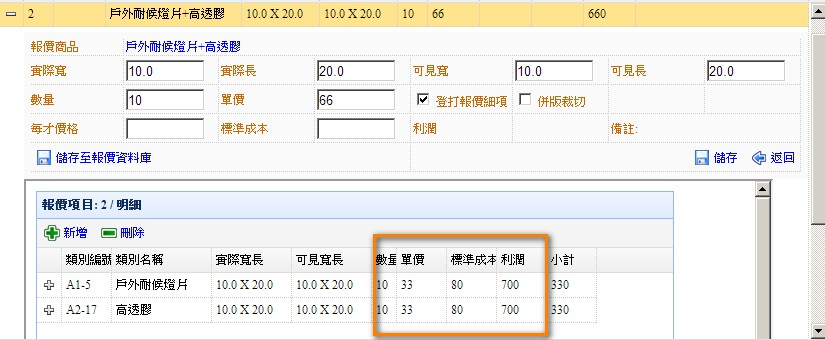 2 戶外耐候燈片+高透膠 10.0 X 20.0 10.0 X 20.0 10 66 660
報價商品 戶外耐候燈片+高透膠
實際寬 10.0 實際長 20.0 可見寬 10.0 可見長 20.0
數量 10 單價 66 登打報價細項 併版裁切
每才價格 標準成本 利潤 備註:
儲存至報價資料庫 儲存 返回
報價項目: 2 / 明細
新增 刪除
類別編號 類別名稱 實際寬長 可見寬長 數量 單價 標準成本 利潤 小計
A1-5 戶外耐候燈片 10.0 X 20.0 10.0 X 20.0 10 33 80 700 330
A2-17 高透膠 10.0 X 20.0 10.0 X 20.0 10 33 80 700 330